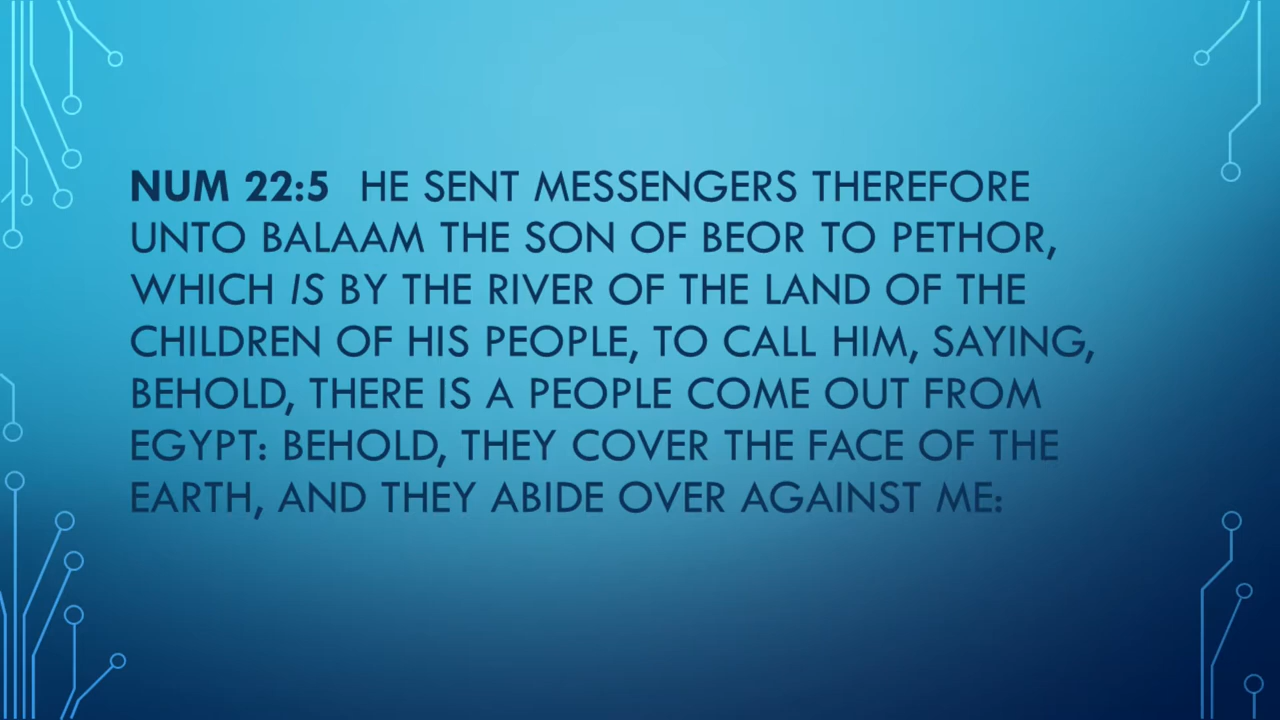 NUM 22:5 HE SENT MESSENGERS THEREFORE
UNTO BALAAM THE SON OF BEOR TO PETHOR,
WHICH IS BY THE RIVER OF THE LAND OF THE
CHILDREN OF HIS PEOPLE, TO CALL HIM, SAYING,
BEHOLD, THERE IS A PEOPLE COME OUT FROM
EGYPT: BEHOLD, THEY COVER THE FACE OF THE
EARTH, AND THEY ABIDE OVER AGAINST ME: